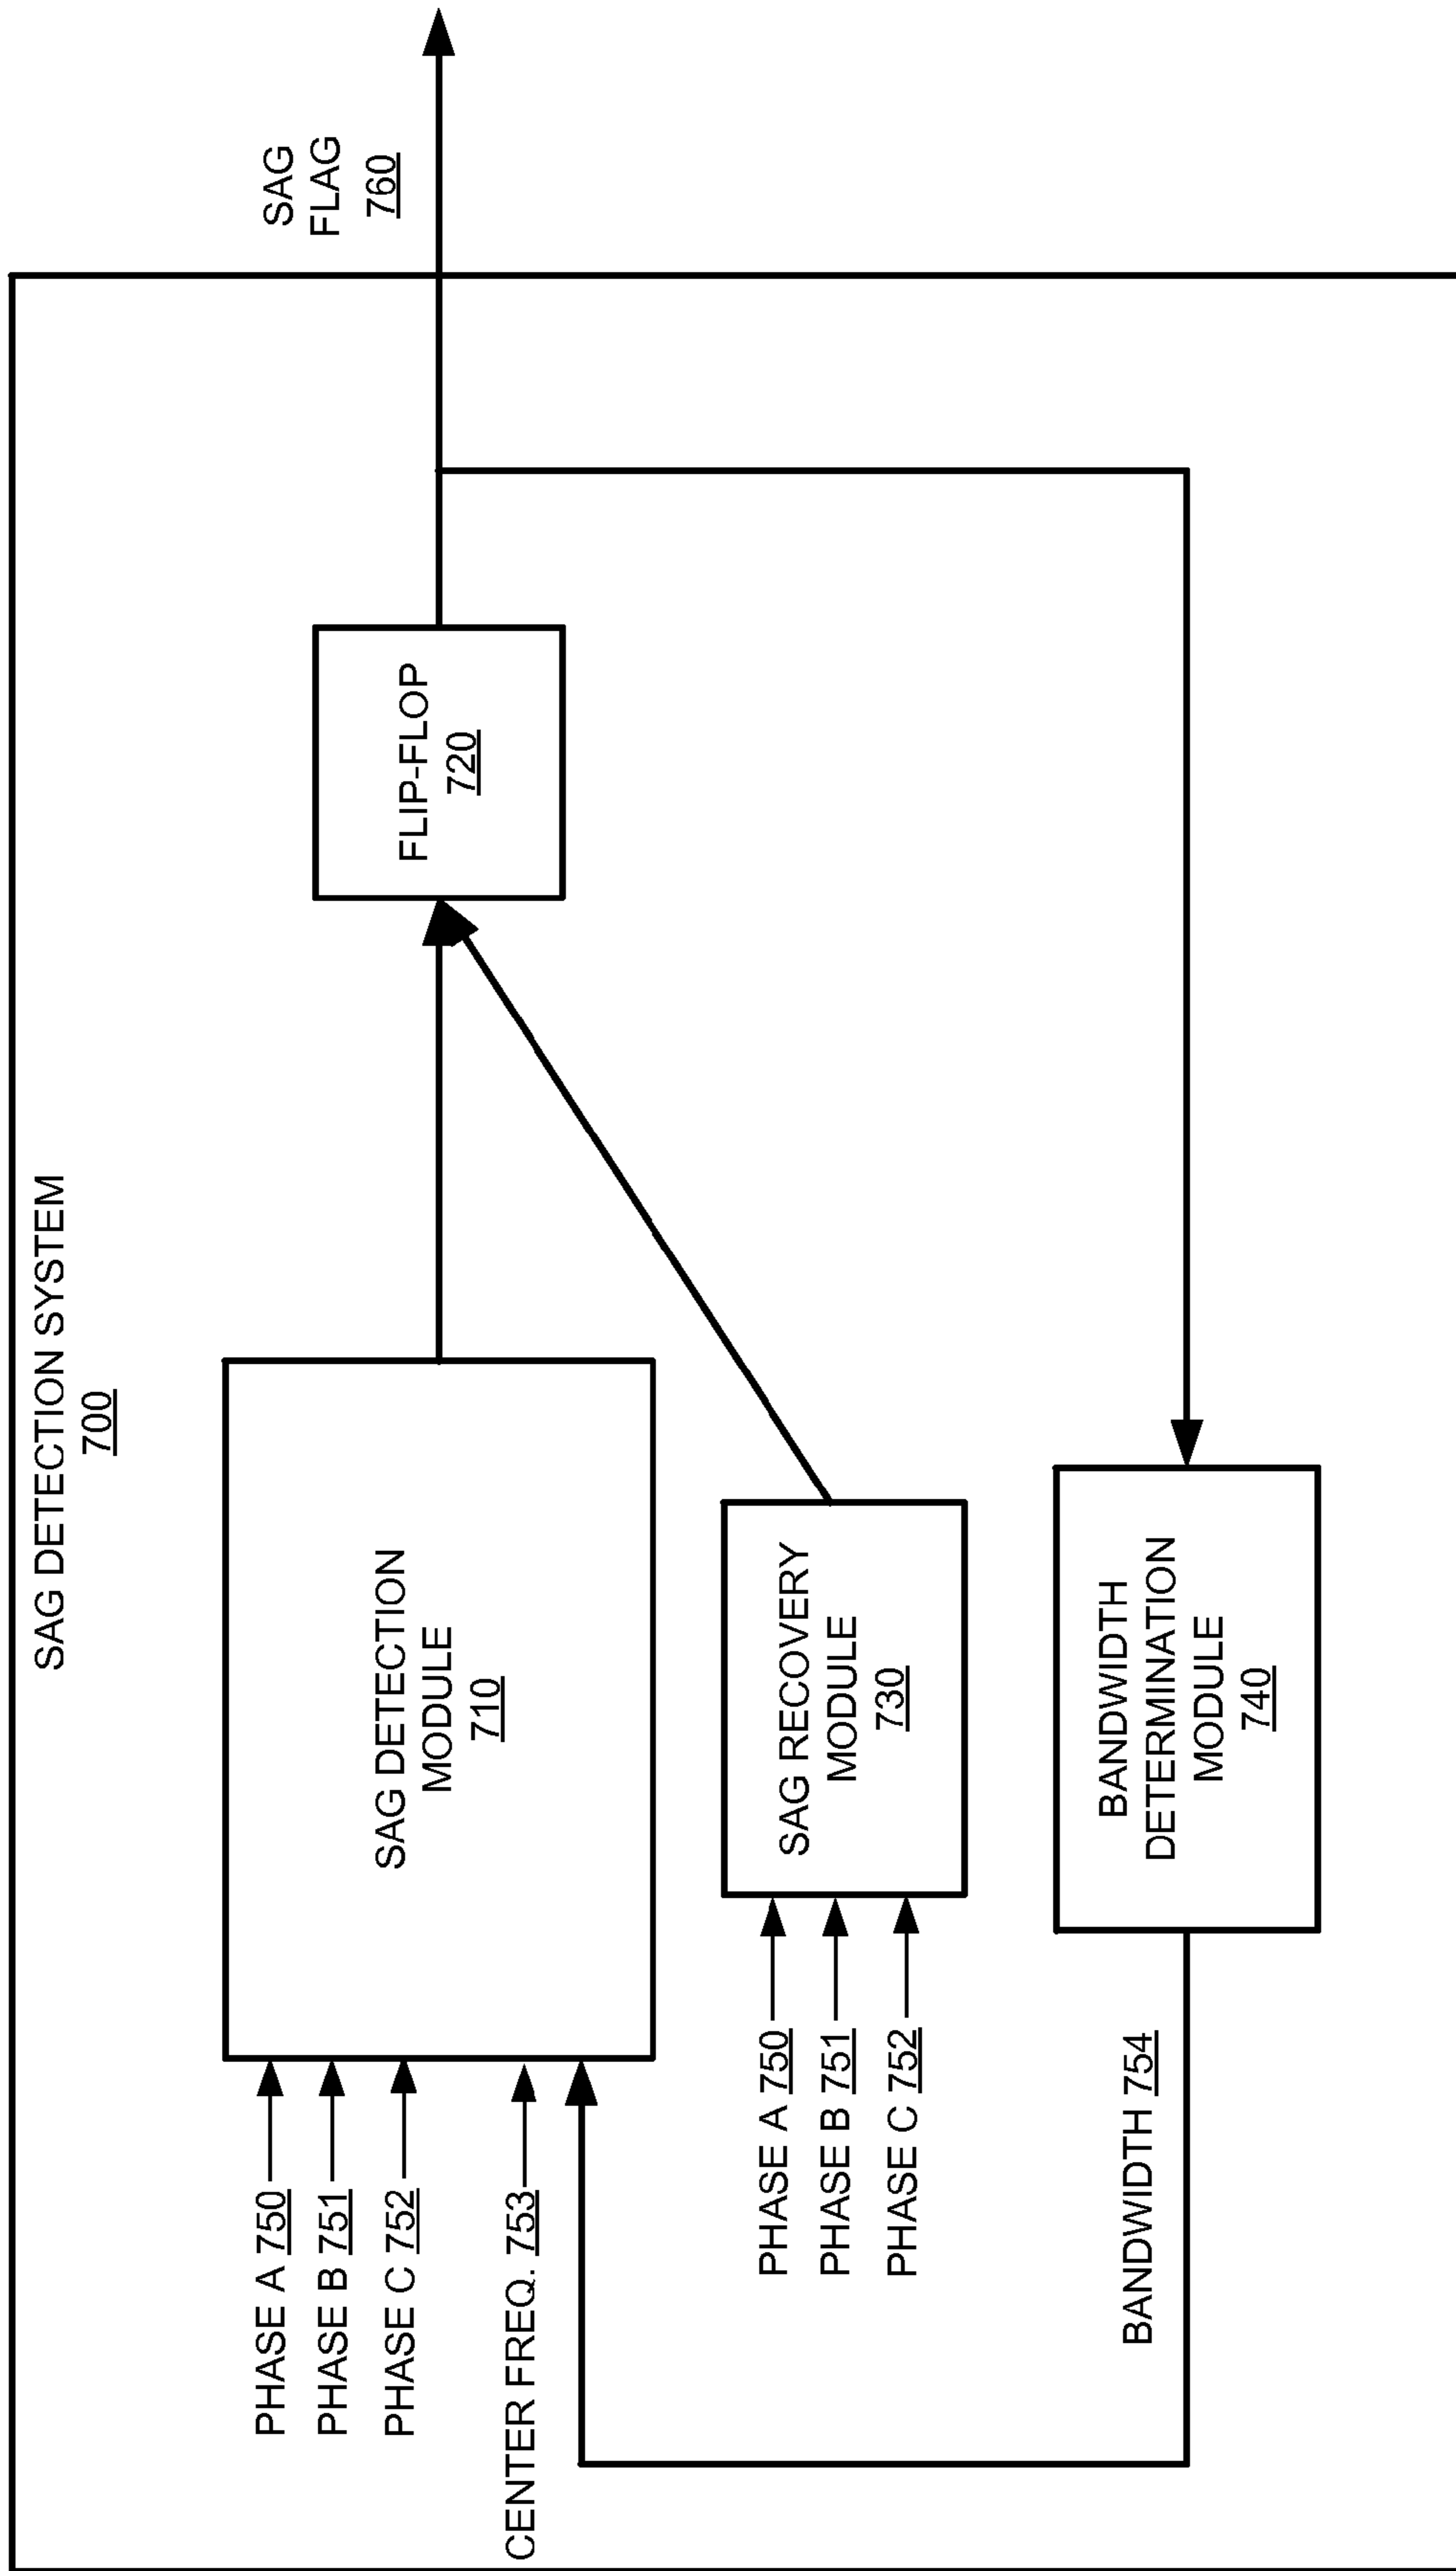 SAG DETECTION SYSTEM
700
PHASE A 750
PHASE B 751
PHASE C 752
CENTER FREQ. 753
SAG DETECTION
MODULE
710
FLIP-FLOP
720
SAG
FLAG
760
PHASE A 750
PHASE B 751
PHASE C 752
SAG RECOVERY
MODULE
730
BANDWIDTH 754
BANDWIDTH
DETERMINATION
MODULE
740